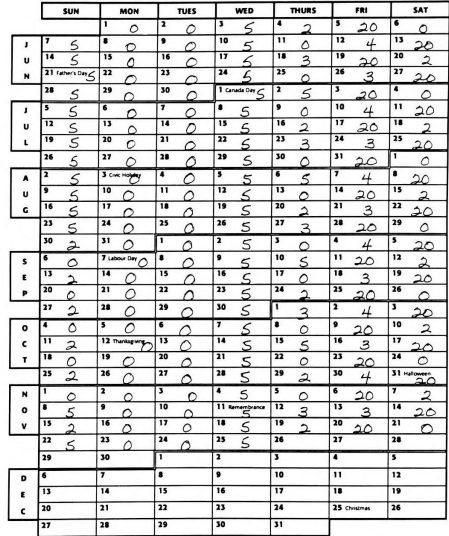 SUN MON TUES WED THURS FRI SAT
1 0 2 0 3 5 4 2 5 20 6 0
JUN 7 5 8 0 9 0 10 5 11 0 12 4 13 20
14 5 15 0 16 0 17 5 18 3 19 20 20 2
21 Father's Day 5 22 0 23 0 24 5 25 0 26 3 27 20
28 5 29 0 30 0 1 Canada Day 5 2 5 3 20 4 0
JUL 5 5 6 0 7 0 8 5 9 0 10 4 11 20
12 5 13 0 14 0 15 5 16 2 17 20 18 2
19 5 20 0 21 0 22 5 23 3 24 3 25 20
26 5 27 0 28 0 29 5 30 0 31 20 1 0
AUG 2 5 3 Civic Holiday 0 4 0 5 5 6 5 7 4 8 20
9 5 10 0 11 0 12 5 13 0 14 20 15 2
16 5 17 0 18 0 19 5 20 2 21 3 22 20
23 5 24 0 25 0 26 5 27 3 28 20 29 0
30 2 31 0 1 0 2 5 3 0 4 4 5 20
SEP 6 0 7 Labour Day 0 8 0 9 5 10 5 11 20 12 2
13 2 14 0 15 0 16 5 17 0 18 3 19 20
20 0 21 0 22 0 23 5 24 2 25 20 26 0
27 2 28 0 29 0 30 5 1 3 2 4 3 20
OCT 4 0 5 0 6 0 7 5 8 0 9 20 10 2
11 2 12 Thanksgiving 0 13 0 14 5 15 5 16 3 17 20
18 0 19 0 20 0 21 5 22 0 23 20 24 0
25 2 26 0 27 0 28 5 29 2 30 4 31 Halloween 20
NOV 1 0 2 0 3 0 4 5 5 0 6 20 7 2
8 5 9 0 10 0 11 Remembrance 5 12 3 13 3 14 20
15 2 16 0 17 0 18 5 19 2 20 20 21 0
22 5 23 0 24 0 25 5 26 27 28
29 30 1 2 3 4 5
DEC 6 7 8 9 10 11 12
13 14 15 16 17 18 19
20 21 22 23 24 25 Christmas 26
27 28 29 30 31